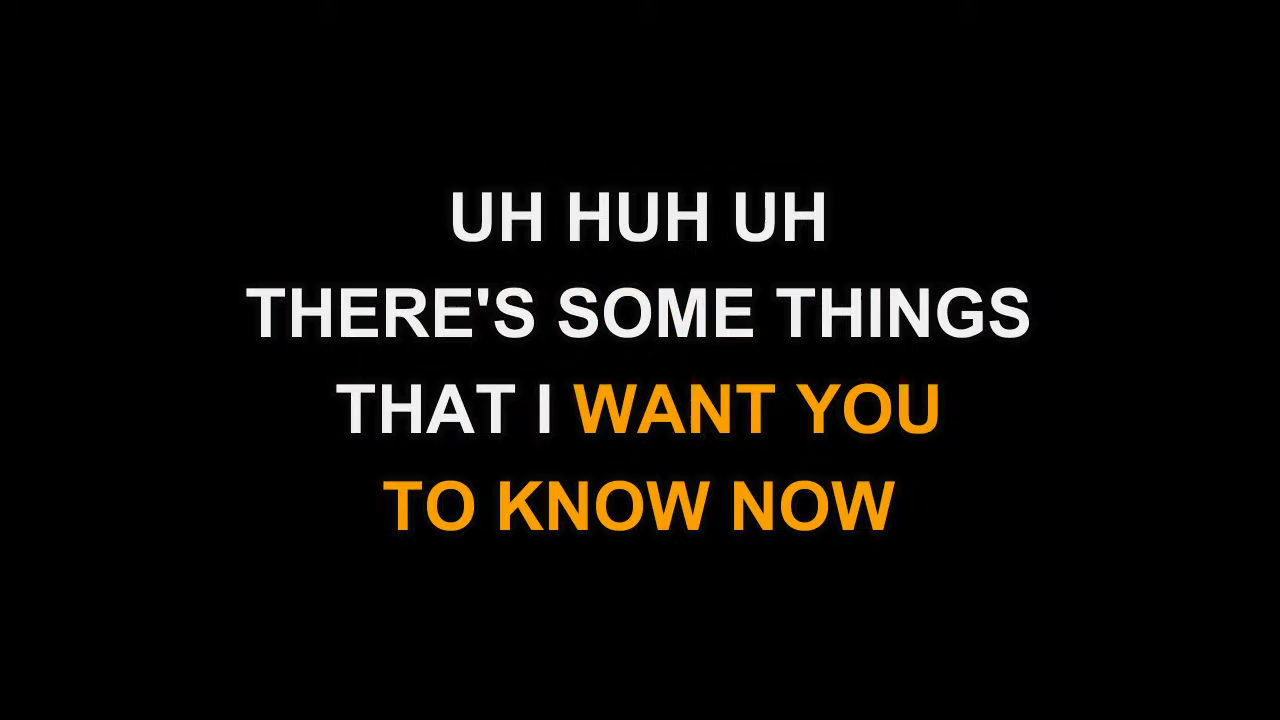 UH HUH UH
THERE'S SOME THINGS
THAT I WANT YOU
TO KNOW NOW